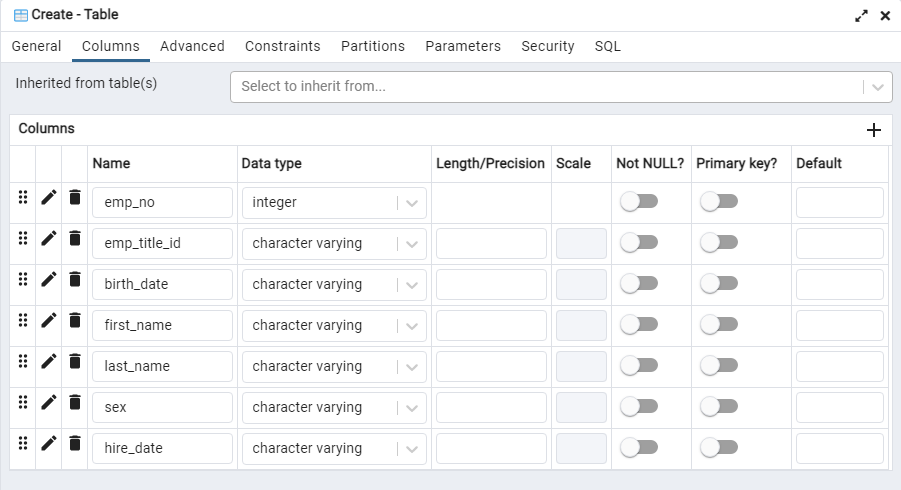 Create - Table
General Columns Advanced Constraints Partitions Parameters Security SQL
Inherited from table(s) Select to inherit from...
Columns
Name Data type Length/Precision Scale Not NULL? Primary key? Default
emp_no integer
emp_title_id character varying
birth_date character varying
first_name character varying
last_name character varying
sex character varying
hire_date character varying